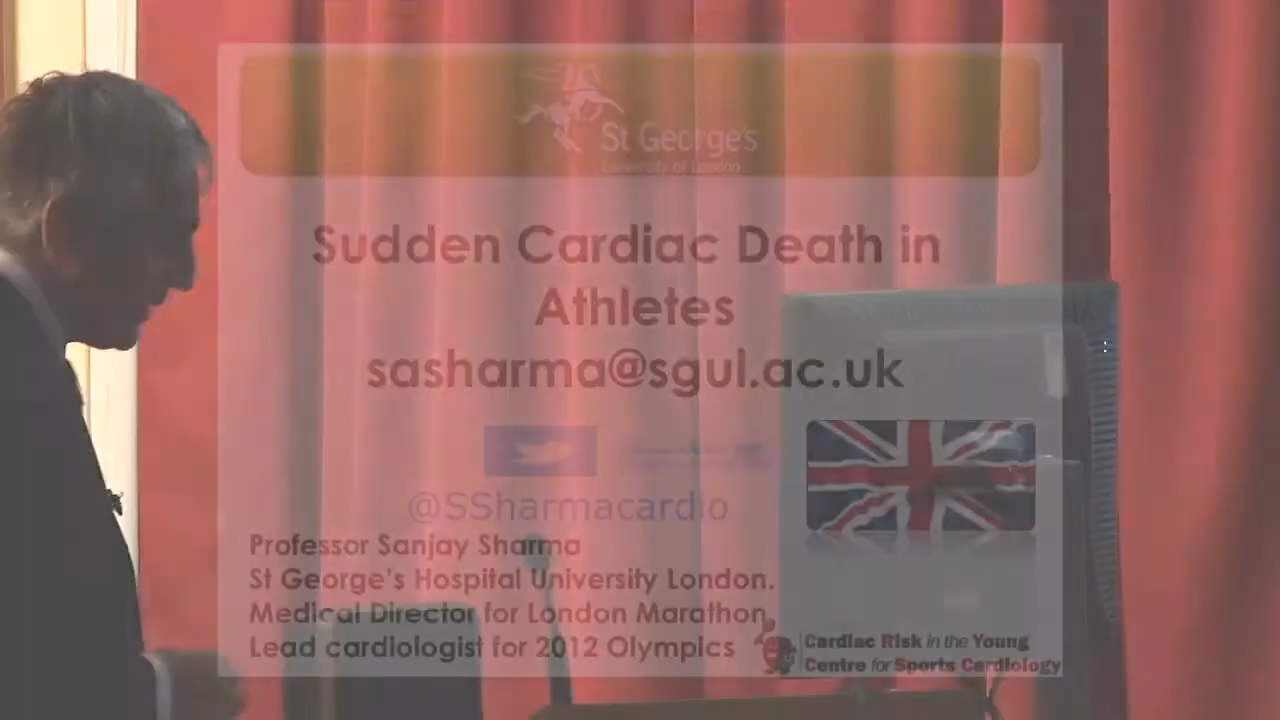 St George's
University of London
Sudden Cardiac Death in
Athletes
sasharma@sgul.ac.uk
@SSharmacardio
Professor Sanjay Sharma
St George's Hospital University London.
Medical Director for London Marathon
Lead cardiologist for 2012 Olympics
Cardiac Risk in the Young
Centre for Sports Cardiology